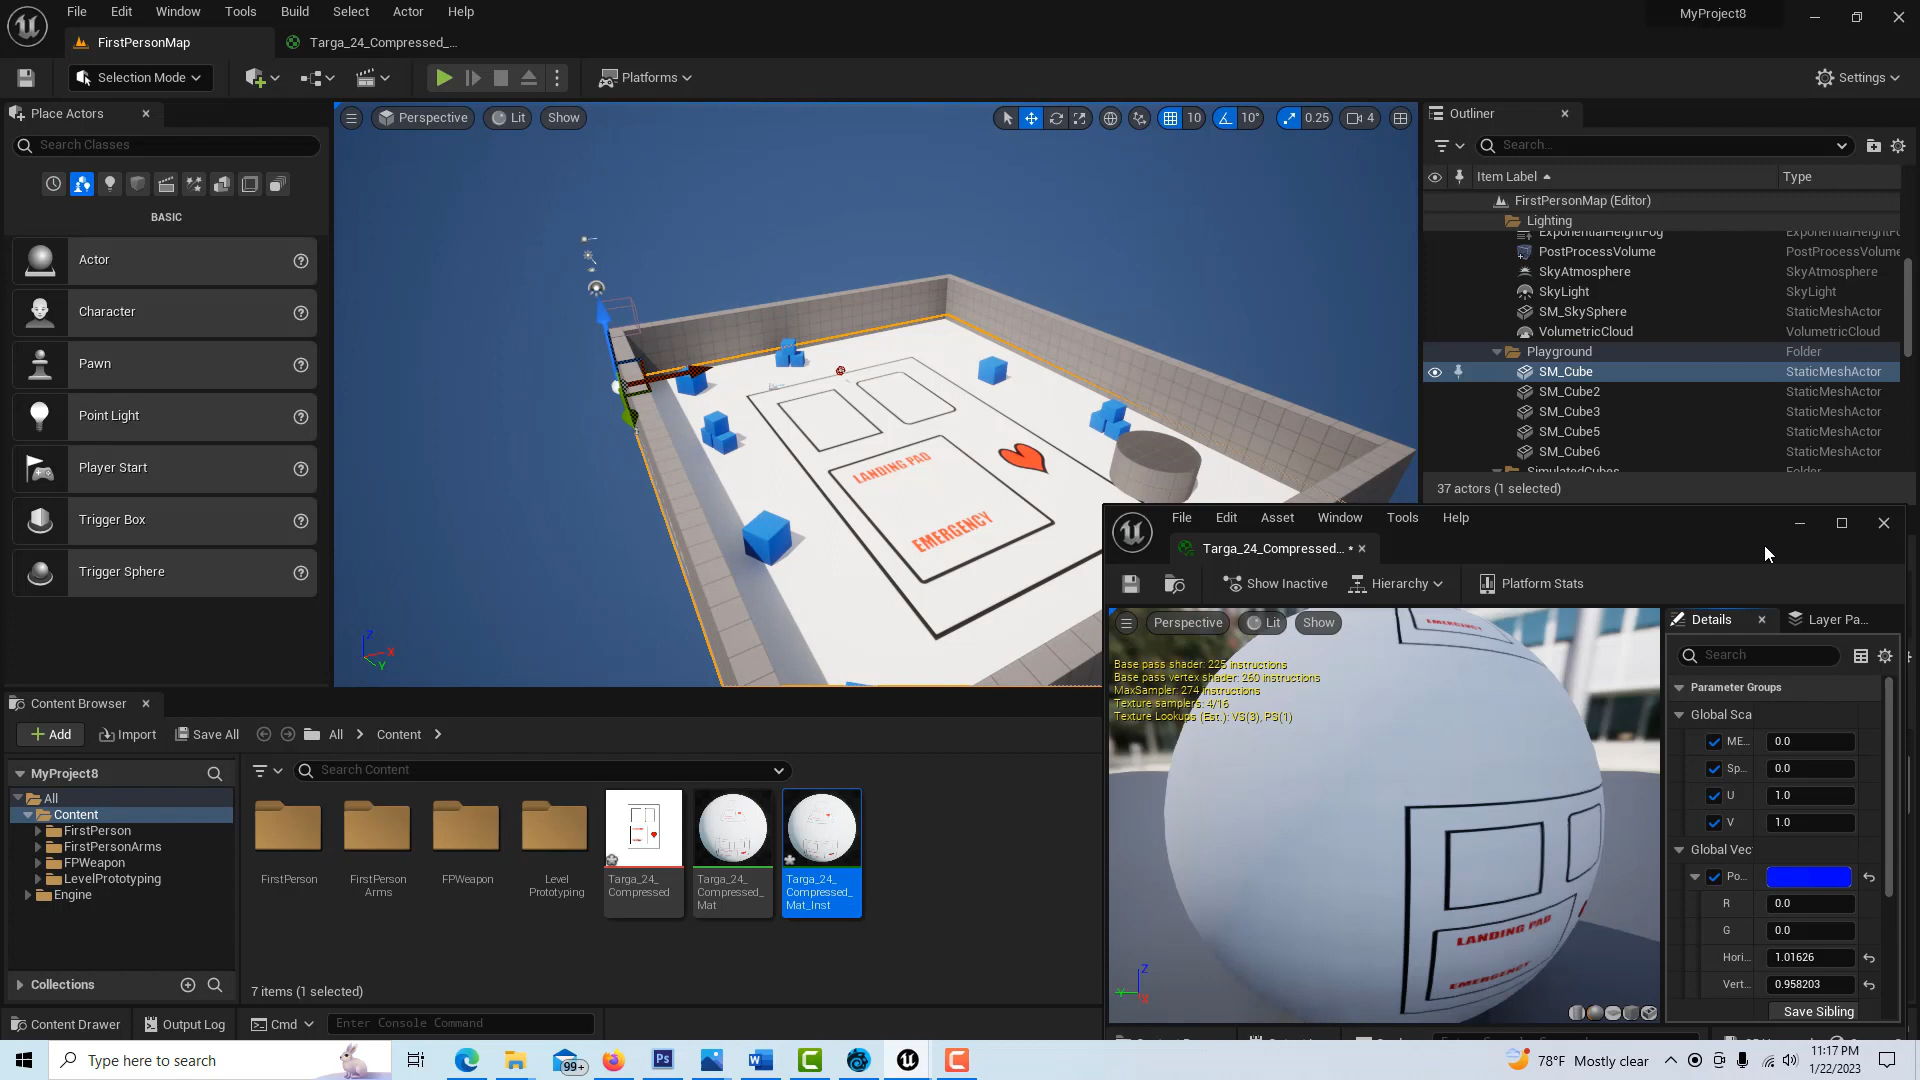 File Edit Window Tools Build Select Actor Help
MyProject8
FirstPersonMap
Targa_24_Compressed_...
Selection Mode
Platforms
Settings
Place Actors
Search Classes
BASIC
Actor
Character
Pawn
Point Light
Player Start
Trigger Box
Trigger Sphere
Perspective
Lit
Show
10
10°
0.25
4
LANDING PAD
EMERGENCY
Z
X
Y
Outliner
Search...
Item Label
Type
FirstPersonMap (Editor)
Lighting
ExponentialHeightFog ExponentialHeightFo
PostProcessVolume PostProcessVolume
SkyAtmosphere SkyAtmosphere
SkyLight SkyLight
SM_SkySphere StaticMeshActor
VolumetricCloud VolumetricCloud
Playground Folder
SM_Cube StaticMeshActor
SM_Cube2 StaticMeshActor
SM_Cube3 StaticMeshActor
SM_Cube5 StaticMeshActor
SM_Cube6 StaticMeshActor
SimulatedCubes Folder
37 actors (1 selected)
File Edit Asset Window Tools Help
Targa_24_Compressed... *
Show Inactive
Hierarchy
Platform Stats
Perspective
Lit
Show
Base pass shader: 225 instructions
Base pass vertex shader: 260 instructions
MaxSampler: 274 instructions
Texture samplers: 4/16
Texture Lookups (Est.): VS(3), PS(1)
EMERGENCY
LANDING PAD
EMERGENCY
Z
Y
X
Details
Layer Pa...
Search
Parameter Groups
Global Sca
ME... 0.0
Sp... 0.0
U 1.0
V 1.0
Global Vec
Po...
R 0.0
G 0.0
Hori... 1.01626
Vert... 0.958203
Save Sibling
Content Browser
Add
Import
Save All
All
Content
MyProject8
All
Content
FirstPerson
FirstPersonArms
FPWeapon
LevelPrototyping
Engine
Collections
Search Content
FirstPerson
FirstPerson
Arms
FPWeapon
Level
Prototyping
Targa_24_
Compressed
Targa_24_
Compressed_
Mat
Targa_24_
Compressed_
Mat_Inst
7 items (1 selected)
Content Drawer
Output Log
Cmd
Enter Console Command
Type here to search
99+
Ps
W
C
C
78°F Mostly clear
11:17 PM
1/22/2023